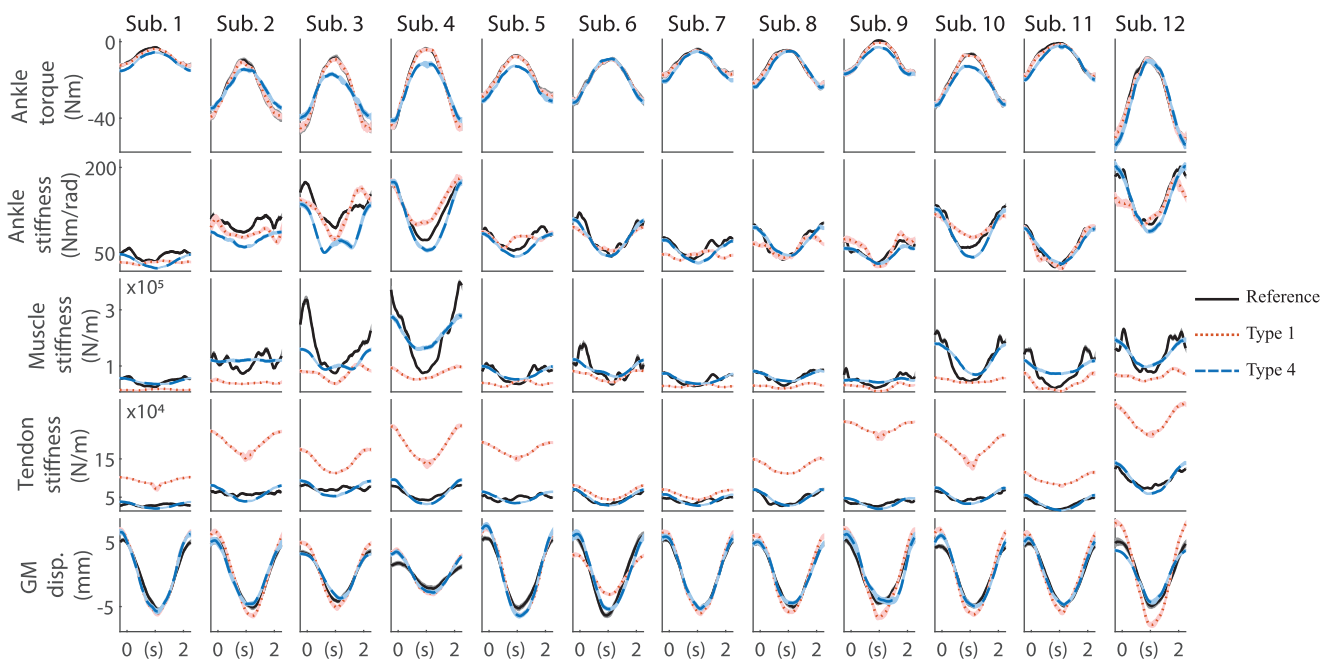 Sub. 1 Sub. 2 Sub. 3 Sub. 4 Sub. 5 Sub. 6 Sub. 7 Sub. 8 Sub. 9 Sub. 10 Sub. 11 Sub. 12
Ankle
torque
(Nm)
0
-40
Ankle
stiffness
(Nm/rad)
200
50
Muscle
stiffness
(N/m)
x10⁵
3
1
Reference
Type 1
Type 4
Tendon
stiffness
(N/m)
x10⁴
15
5
GM
disp.
(mm)
5
-5
0 (s) 2 0 (s) 2 0 (s) 2 0 (s) 2 0 (s) 2 0 (s) 2 0 (s) 2 0 (s) 2 0 (s) 2 0 (s) 2 0 (s) 2 0 (s) 2